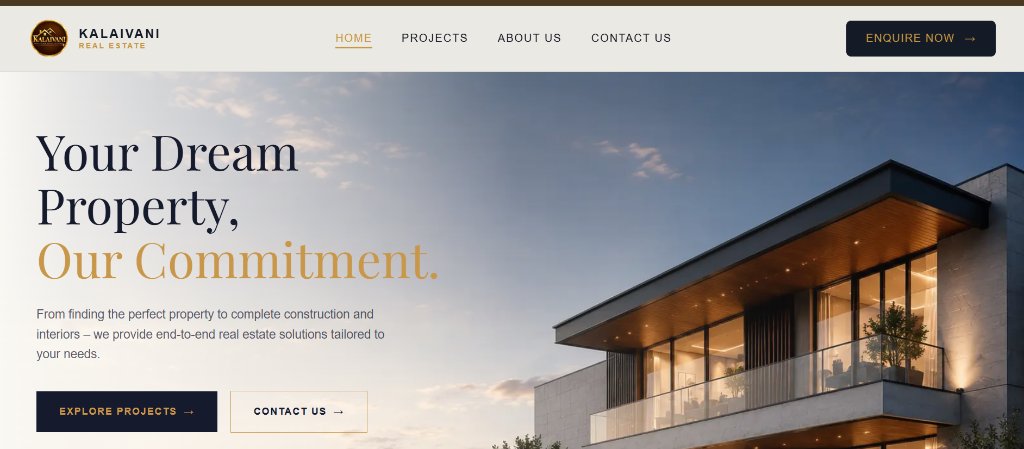 KALAIVANI
KALAIVANI
REAL ESTATE
HOME
PROJECTS
ABOUT US
CONTACT US
ENQUIRE NOW →
Your Dream
Property,
Our Commitment.
From finding the perfect property to complete construction and
interiors – we provide end-to-end real estate solutions tailored to
your needs.
EXPLORE PROJECTS →
CONTACT US →